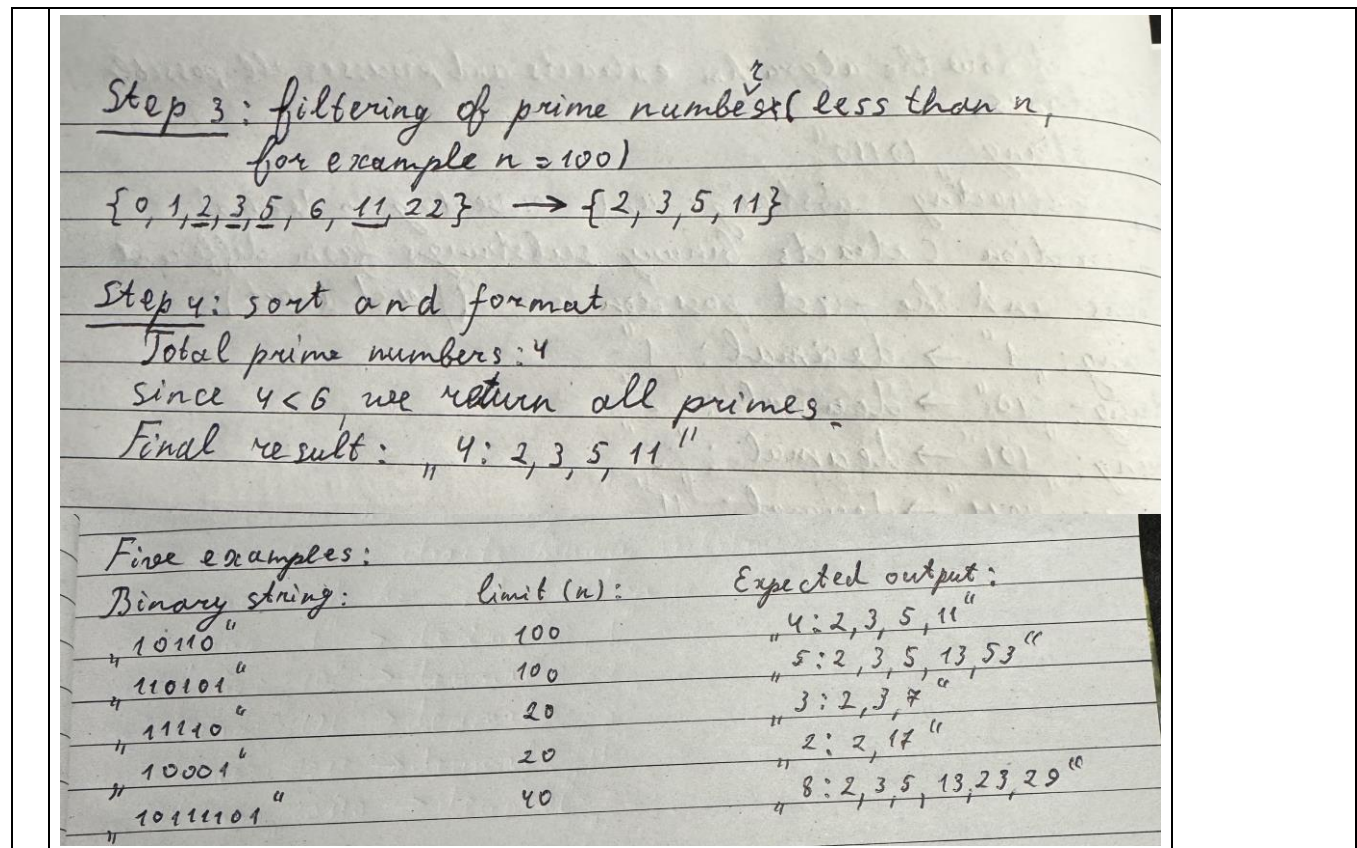 Step 3: filtering of prime numbers (less than n,
for example n = 100)
{0, 1, 2, 3, 5, 6, 11, 22} → {2, 3, 5, 11}
Step 4: sort and format
Total prime numbers: 4
since 4 < 6, we return all primes.
Final result: „4: 2, 3, 5, 11"
Five examples:
Binary string: limit (n): Expected output:
„10110“ 100 „4: 2, 3, 5, 11“
„110101“ 100 „5: 2, 3, 5, 13, 53“
„11110“ 20 „3: 2, 3, 7“
„10001“ 20 „2: 2, 17“
„10111101“ 40 „8: 2, 3, 5, 13, 23, 29“